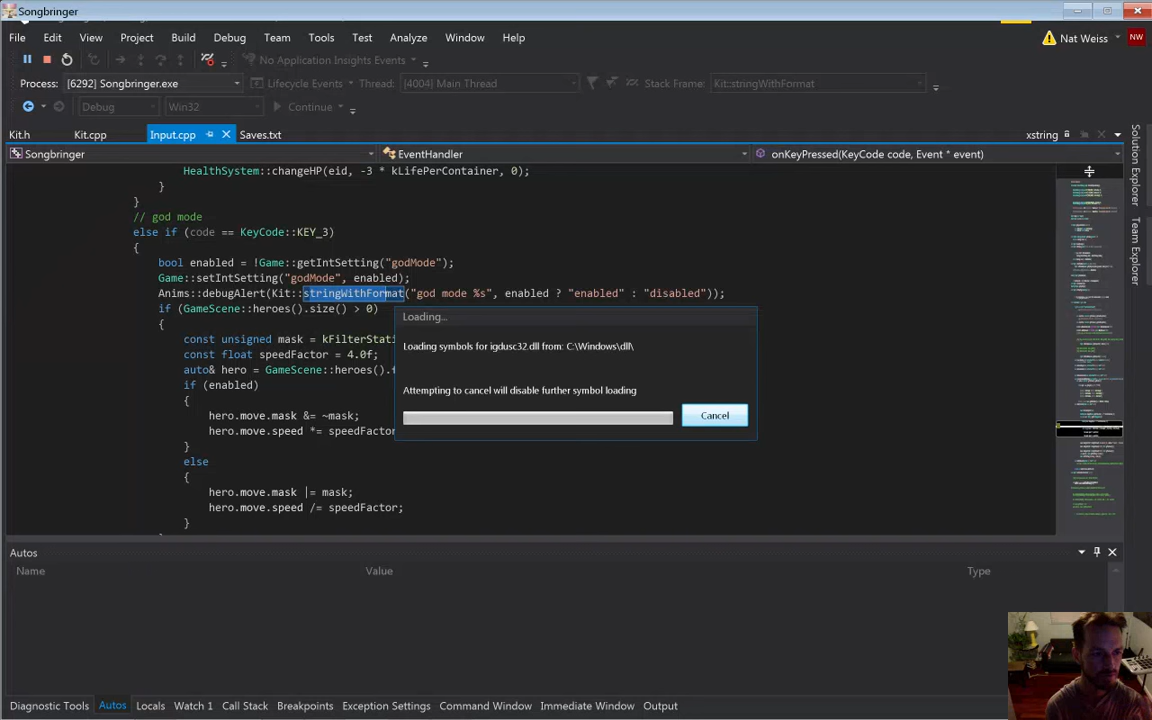 Songbringer
File Edit View Project Build Debug Team Tools Test Analyze Window Help
Nat Weiss NW
No Application Insights Events
Process: [6292] Songbringer.exe Lifecycle Events Thread: [4004] Main Thread Stack Frame: Kit::stringWithFormat
Debug Win32 Continue
Kit.h Kit.cpp Input.cpp Saves.txt xstring
Songbringer EventHandler onKeyPressed(KeyCode code, Event * event)
HealthSystem::changeHP(eid, -3 * kLifePerContainer, 0);
}
}
// god mode
else if (code == KeyCode::KEY_3)
{
bool enabled = !Game::getIntSetting("godMode");
Game::setIntSetting("godMode", enabled);
Anims::debugAlert(Kit::stringWithFormat("god mode %s", enabled ? "enabled" : "disabled"));
if (GameScene::heroes().size() > 0)
{
const unsigned mask = kFilterStati
const float speedFactor = 4.0f;
auto& hero = GameScene::heroes().f
if (enabled)
{
hero.move.mask &= ~mask;
hero.move.speed *= speedFactor
}
else
{
hero.move.mask |= mask;
hero.move.speed /= speedFactor;
}
Loading...
Loading symbols for igdusc32.dll from: C:\Windows\dll\
Attempting to cancel will disable further symbol loading
Cancel
Solution Explorer
Team Explorer
Autos
Name Value Type
Diagnostic Tools Autos Locals Watch 1 Call Stack Breakpoints Exception Settings Command Window Immediate Window Output